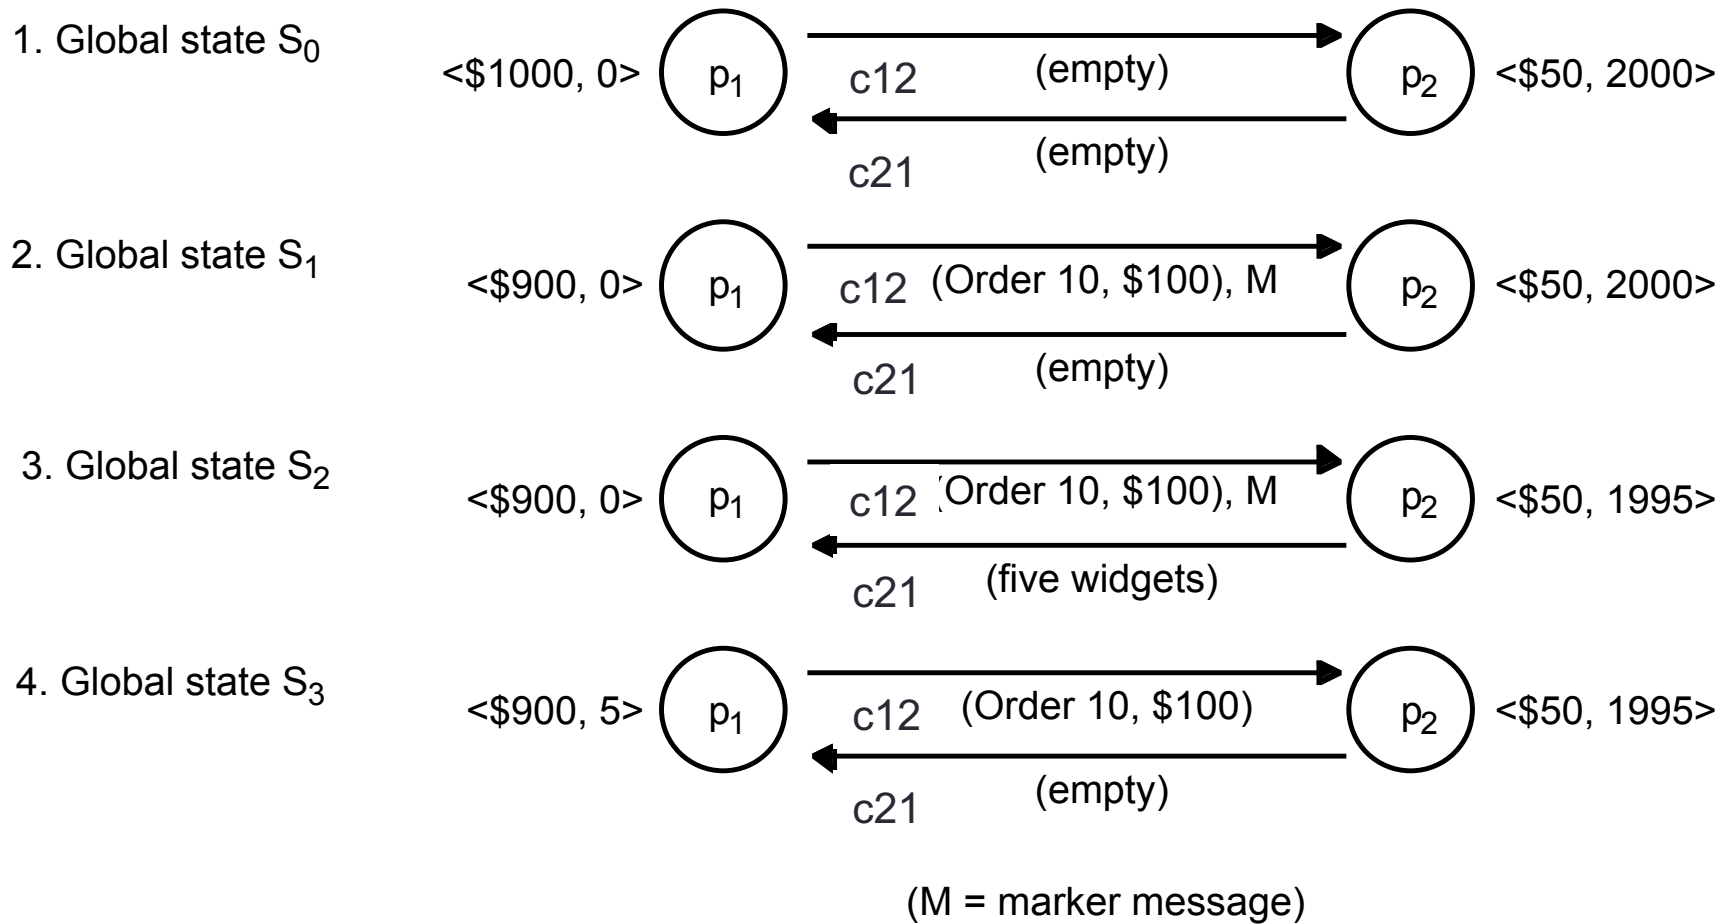 1. Global state S0
<$1000, 0> p1 c12 (empty) p2 <$50, 2000>
(empty)
c21
2. Global state S1
<$900, 0> p1 c12 (Order 10, $100), M p2 <$50, 2000>
c21 (empty)
3. Global state S2
<$900, 0> p1 c12 (Order 10, $100), M p2 <$50, 1995>
c21 (five widgets)
4. Global state S3
<$900, 5> p1 c12 (Order 10, $100) p2 <$50, 1995>
c21 (empty)
(M = marker message)